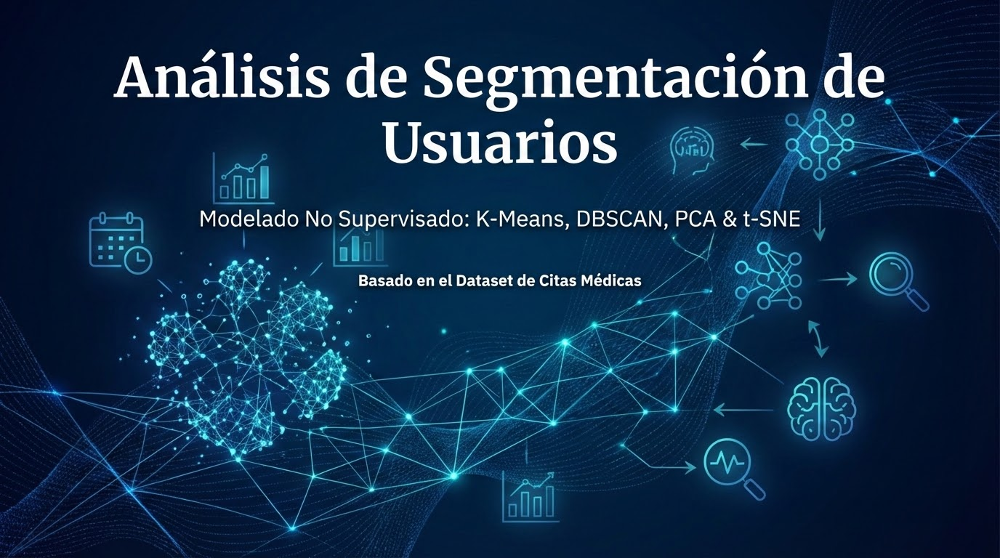 Análisis de Segmentación de
Usuarios
Modelado No Supervisado: K-Means, DBSCAN, PCA & t-SNE
Basado en el Dataset de Citas Médicas